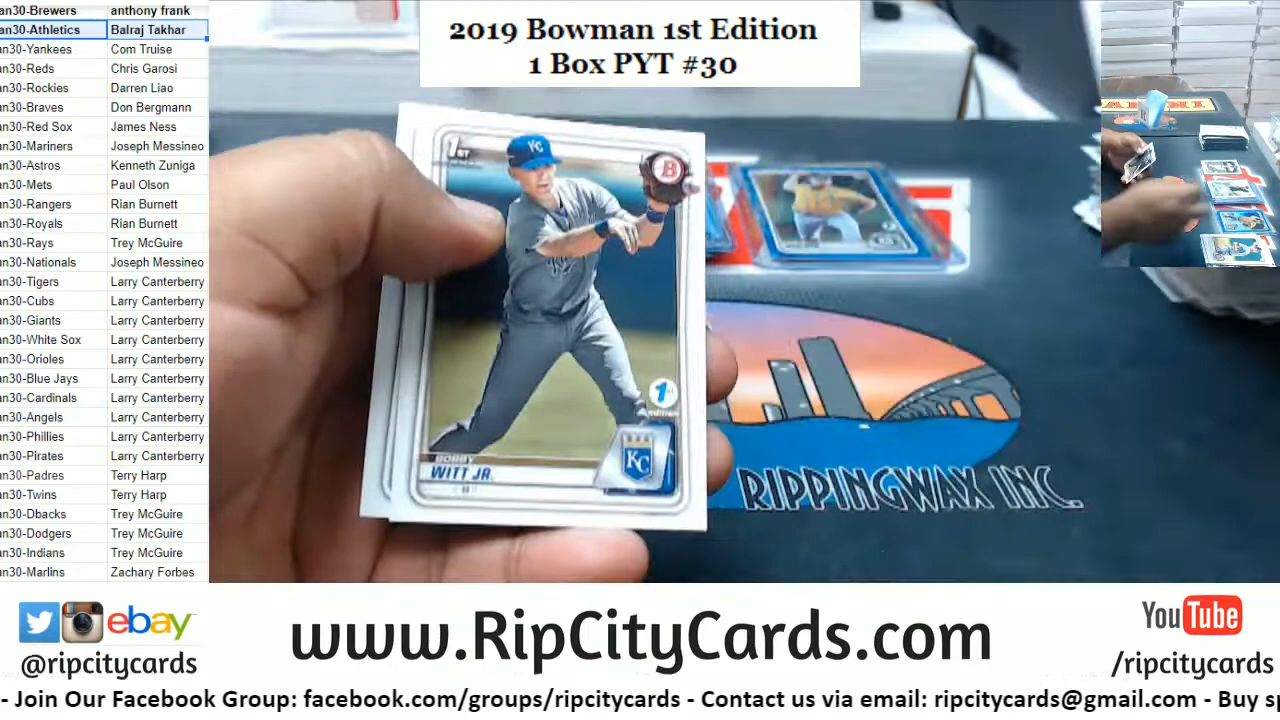 an30-Brewers anthony frank
an30-Athletics Balraj Takhar
an30-Yankees Com Truise
an30-Reds Chris Garosi
an30-Rockies Darren Liao
an30-Braves Don Bergmann
an30-Red Sox James Ness
an30-Mariners Joseph Messineo
an30-Astros Kenneth Zuniga
an30-Mets Paul Olson
an30-Rangers Rian Burnett
an30-Royals Rian Burnett
an30-Rays Trey McGuire
an30-Nationals Joseph Messineo
an30-Tigers Larry Canterberry
an30-Cubs Larry Canterberry
an30-Giants Larry Canterberry
an30-White Sox Larry Canterberry
an30-Orioles Larry Canterberry
an30-Blue Jays Larry Canterberry
an30-Cardinals Larry Canterberry
an30-Angels Larry Canterberry
an30-Phillies Larry Canterberry
an30-Pirates Larry Canterberry
an30-Padres Terry Harp
an30-Twins Terry Harp
an30-Dbacks Trey McGuire
an30-Dodgers Trey McGuire
an30-Indians Trey McGuire
an30-Marlins Zachary Forbes
2019 Bowman 1st Edition
1 Box PYT #30
1ST
KC
B
1st
edition
KC
BOBBY
WITT JR.
RIPPINGWAX INC.
ebay
@ripcitycards
www.RipCityCards.com
YouTube
/ripcitycards
- Join Our Facebook Group: facebook.com/groups/ripcitycards - Contact us via email: ripcitycards@gmail.com - Buy sp